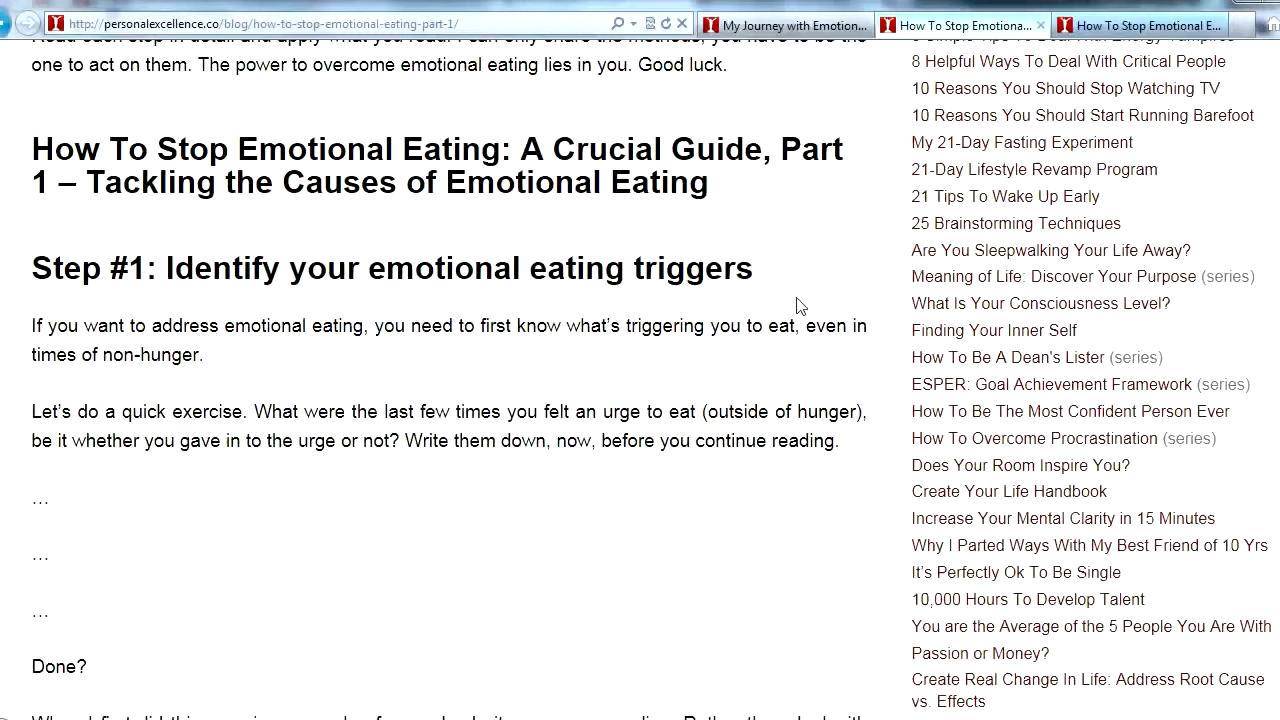 http://personalexcellence.co/blog/how-to-stop-emotional-eating-part-1/
My Journey with Emotion...
How To Stop Emotiona...
How To Stop Emotional E...
one to act on them. The power to overcome emotional eating lies in you. Good luck.
How To Stop Emotional Eating: A Crucial Guide, Part
1 – Tackling the Causes of Emotional Eating
Step #1: Identify your emotional eating triggers
If you want to address emotional eating, you need to first know what's triggering you to eat, even in
times of non-hunger.
Let's do a quick exercise. What were the last few times you felt an urge to eat (outside of hunger),
be it whether you gave in to the urge or not? Write them down, now, before you continue reading.
…
…
…
Done?
8 Helpful Ways To Deal With Critical People
10 Reasons You Should Stop Watching TV
10 Reasons You Should Start Running Barefoot
My 21-Day Fasting Experiment
21-Day Lifestyle Revamp Program
21 Tips To Wake Up Early
25 Brainstorming Techniques
Are You Sleepwalking Your Life Away?
Meaning of Life: Discover Your Purpose (series)
What Is Your Consciousness Level?
Finding Your Inner Self
How To Be A Dean's Lister (series)
ESPER: Goal Achievement Framework (series)
How To Be The Most Confident Person Ever
How To Overcome Procrastination (series)
Does Your Room Inspire You?
Create Your Life Handbook
Increase Your Mental Clarity in 15 Minutes
Why I Parted Ways With My Best Friend of 10 Yrs
It's Perfectly Ok To Be Single
10,000 Hours To Develop Talent
You are the Average of the 5 People You Are With
Passion or Money?
Create Real Change In Life: Address Root Cause
vs. Effects